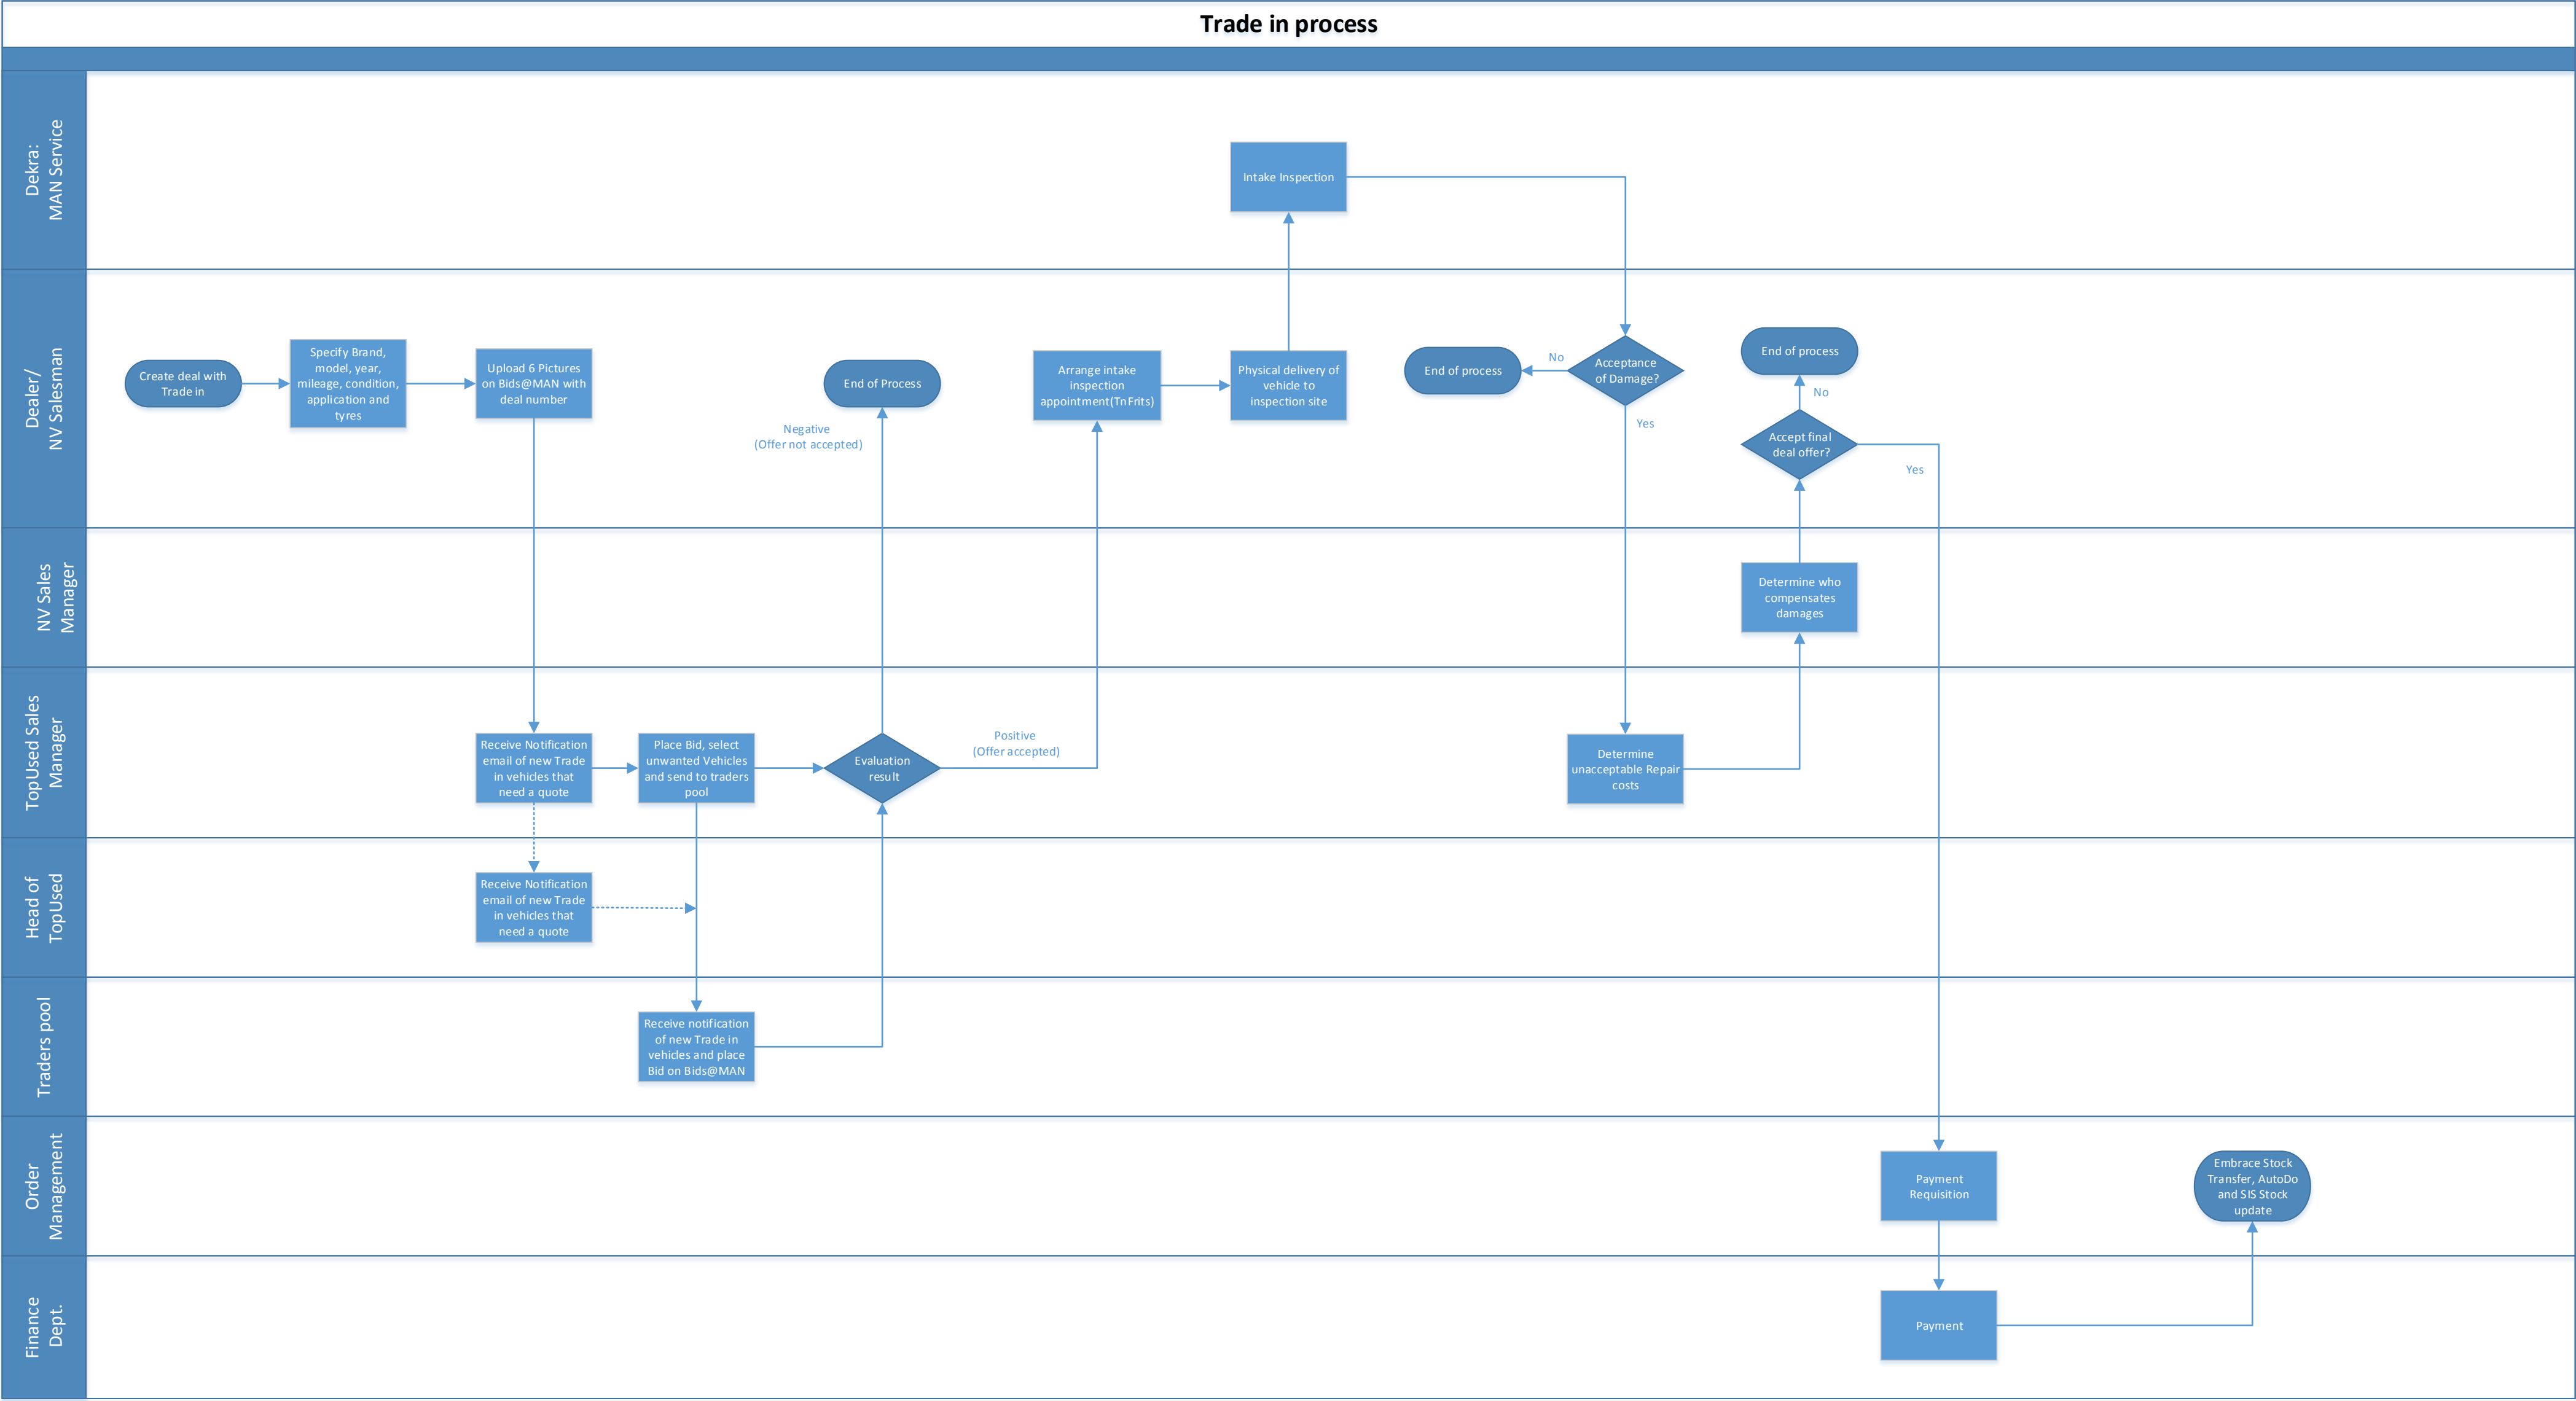 Trade in process
Dekra:
MAN Service
Intake Inspection
Dealer/
NV Salesman
Create deal with
Trade in
Specify Brand,
model, year,
mileage, condition,
application and
tyres
Upload 6 Pictures
on Bids@MAN with
deal number
End of Process
Negative
(Offer not accepted)
Arrange intake
inspection
appointment(TnFrits)
Physical delivery of
vehicle to
inspection site
End of process
No
Acceptance
of Damage?
Yes
End of process
No
Accept final
deal offer?
Yes
NV Sales
Manager
Determine who
compensates
damages
TopUsed Sales
Manager
Receive Notification
email of new Trade
in vehicles that
need a quote
Place Bid, select
unwanted Vehicles
and send to traders
pool
Evaluation
result
Positive
(Offer accepted)
Determine
unacceptable Repair
costs
Head of
TopUsed
Receive Notification
email of new Trade
in vehicles that
need a quote
Traders pool
Receive notification
of new Trade in
vehicles and place
Bid on Bids@MAN
Order
Management
Payment
Requisition
Embrace Stock
Transfer, AutoDo
and SIS Stock
update
Finance
Dept.
Payment